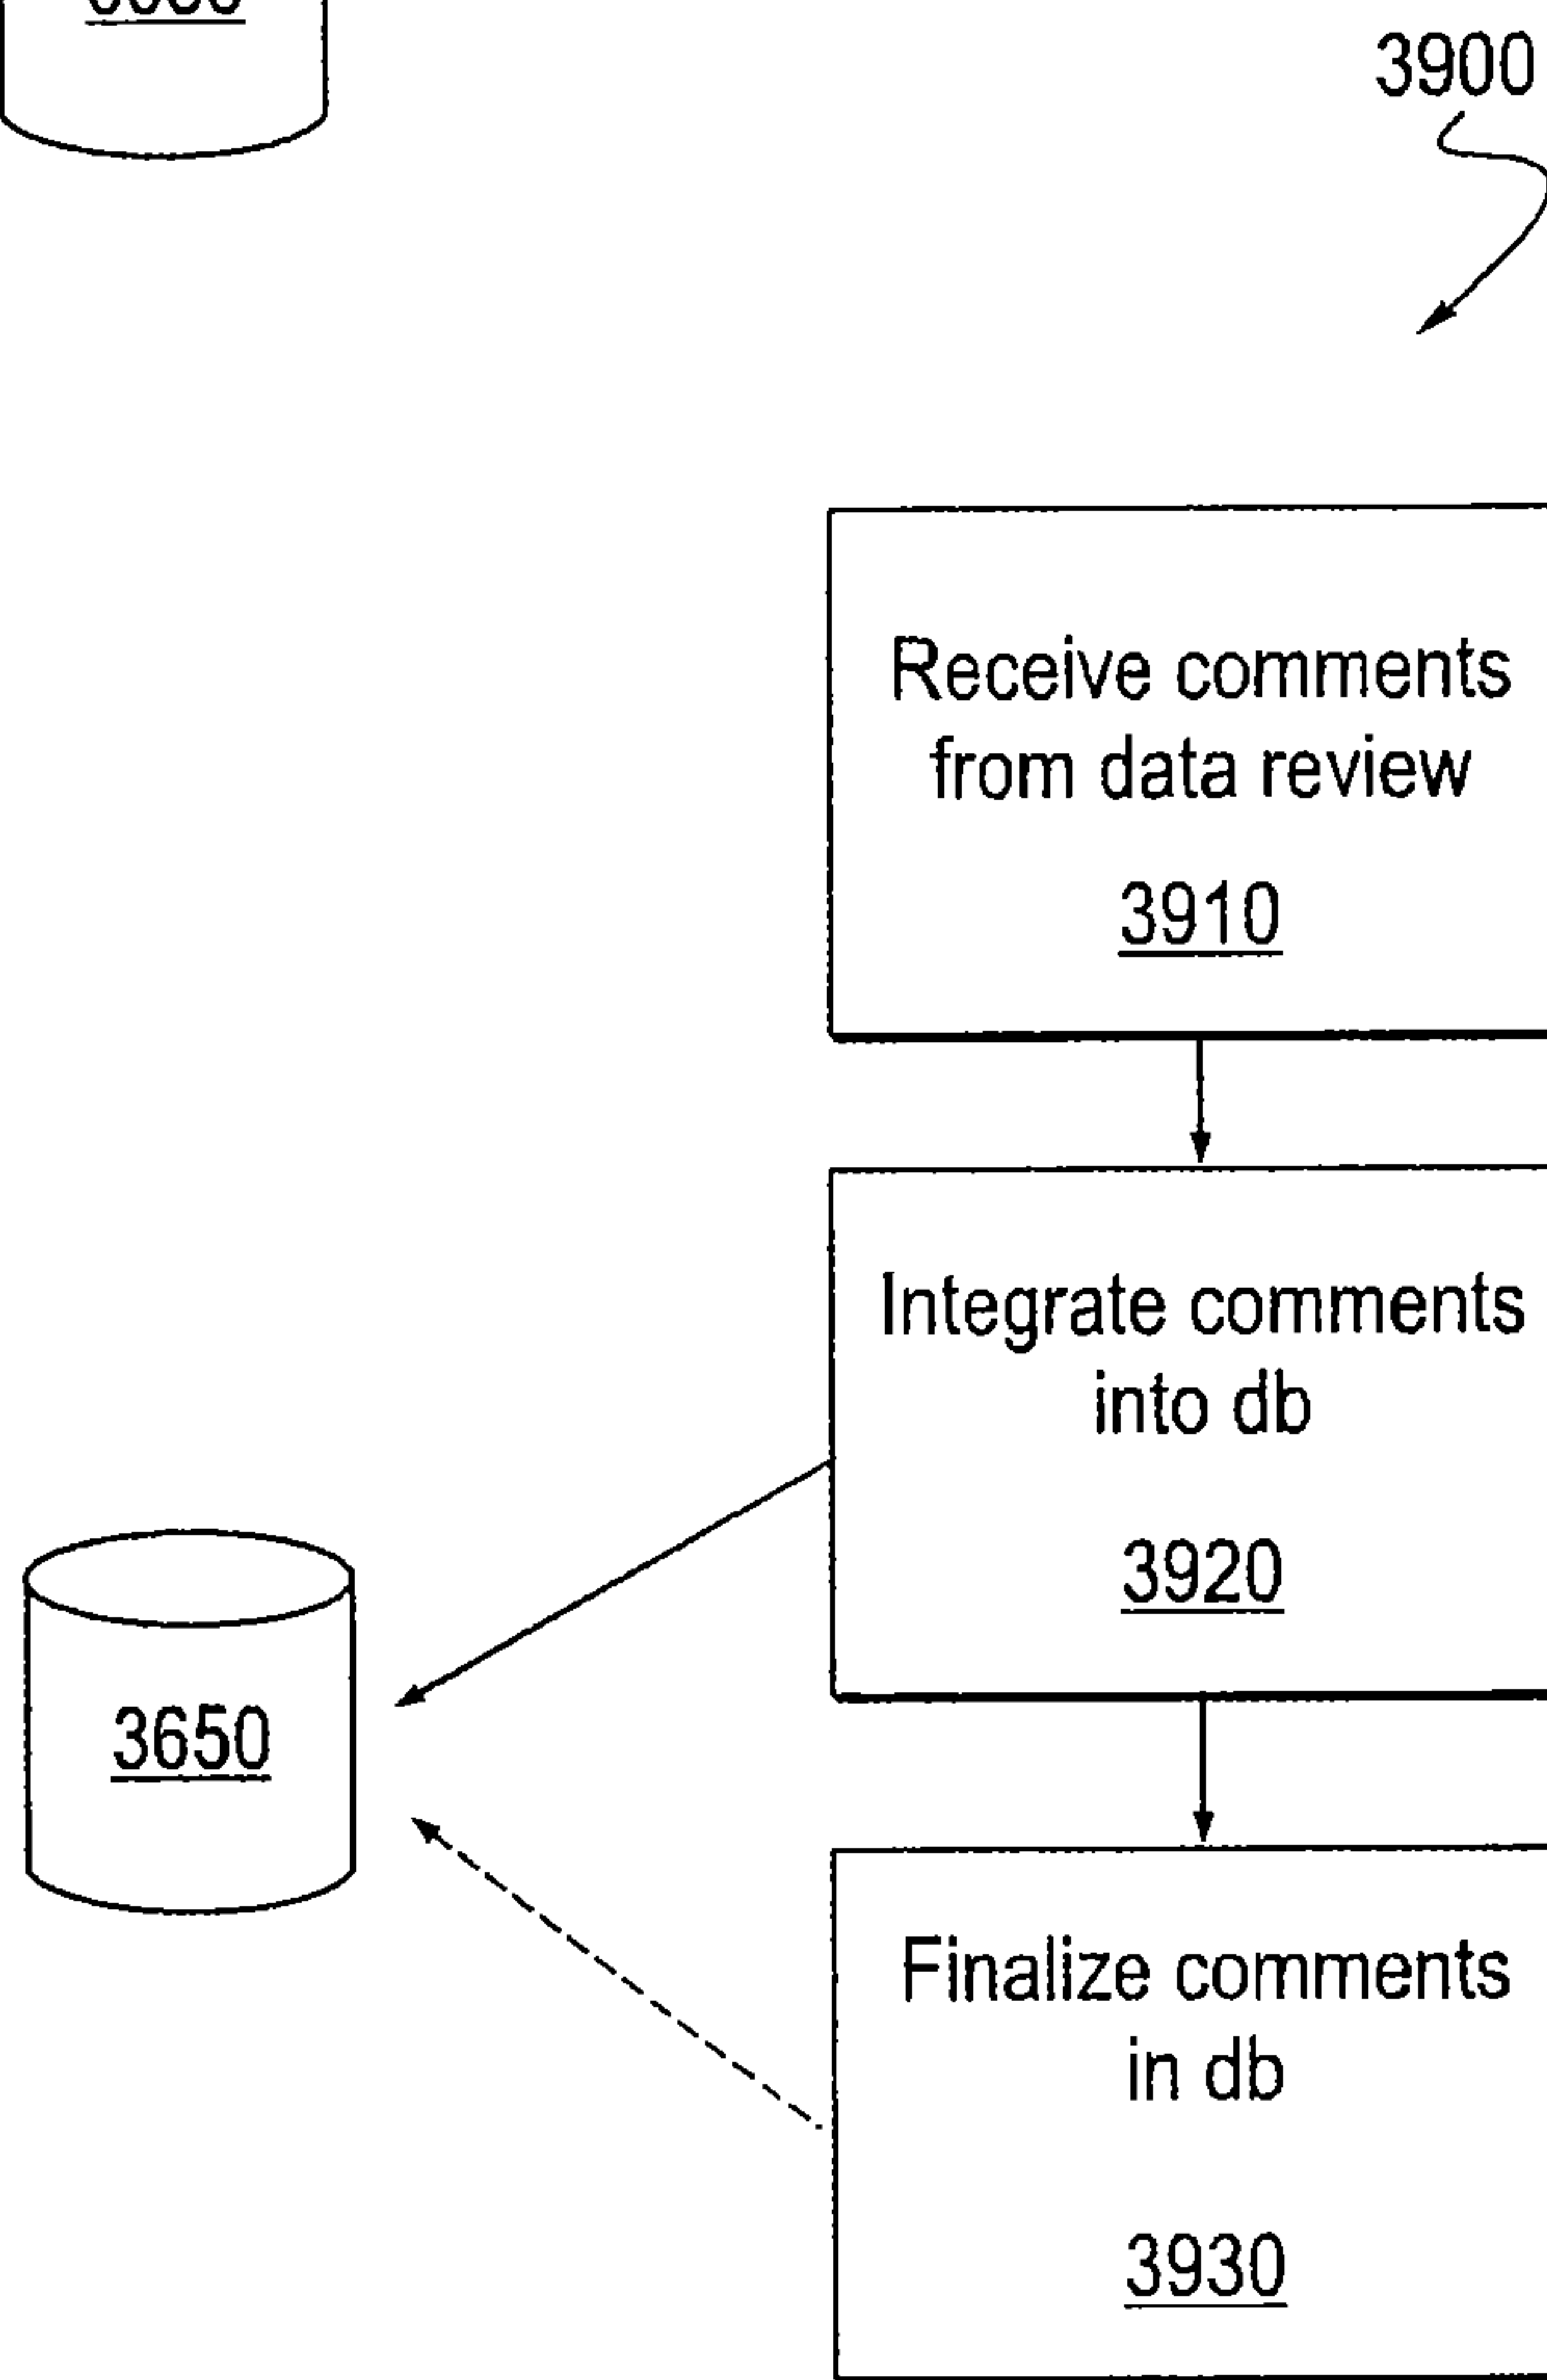 3900
Receive comments
from data review
3910
Integrate comments
into db
3920
3650
Finalize comments
in db
3930